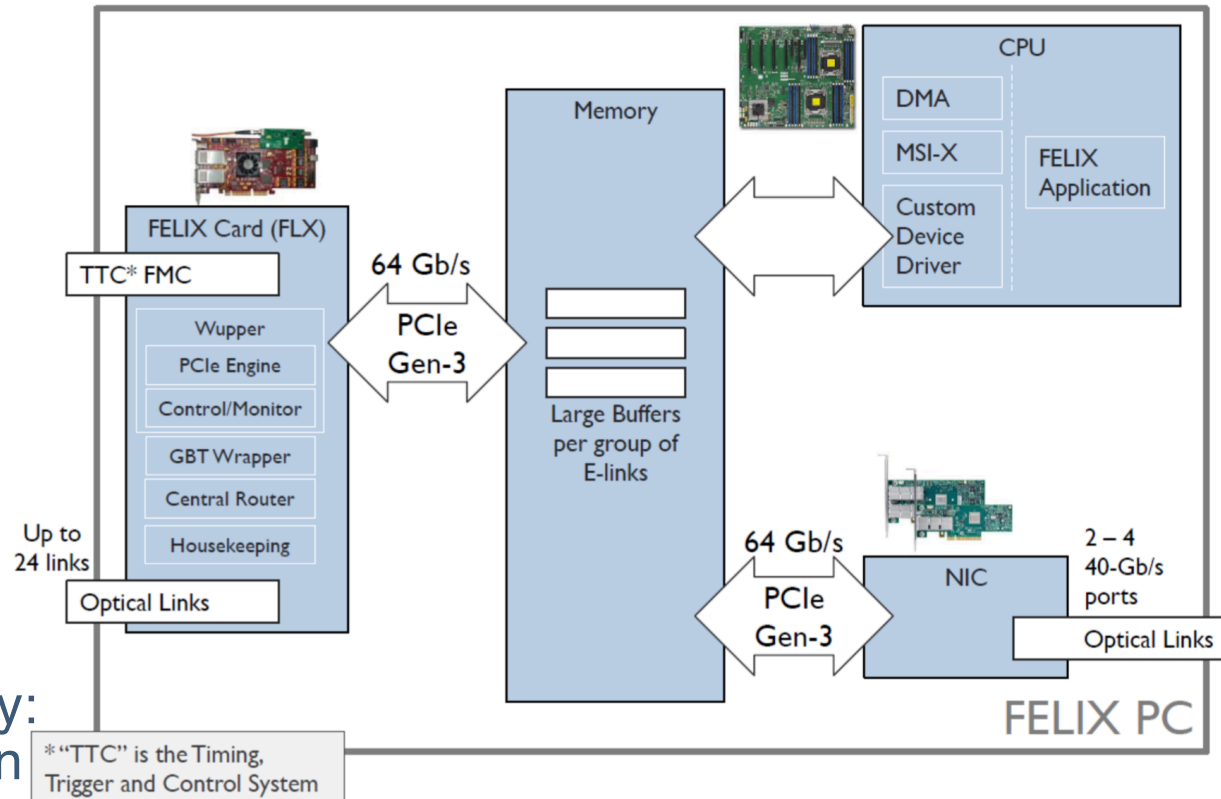 CPU
DMA
MSI-X
Custom
Device
Driver
FELIX
Application
Memory
Large Buffers
per group of
E-links
FELIX Card (FLX)
TTC* FMC
Wupper
PCIe Engine
Control/Monitor
GBT Wrapper
Central Router
Housekeeping
Up to
24 links
Optical Links
64 Gb/s
PCIe
Gen-3
64 Gb/s
PCIe
Gen-3
NIC
2 – 4
40-Gb/s
ports
Optical Links
FELIX PC
y:
n
* "TTC" is the Timing,
Trigger and Control System